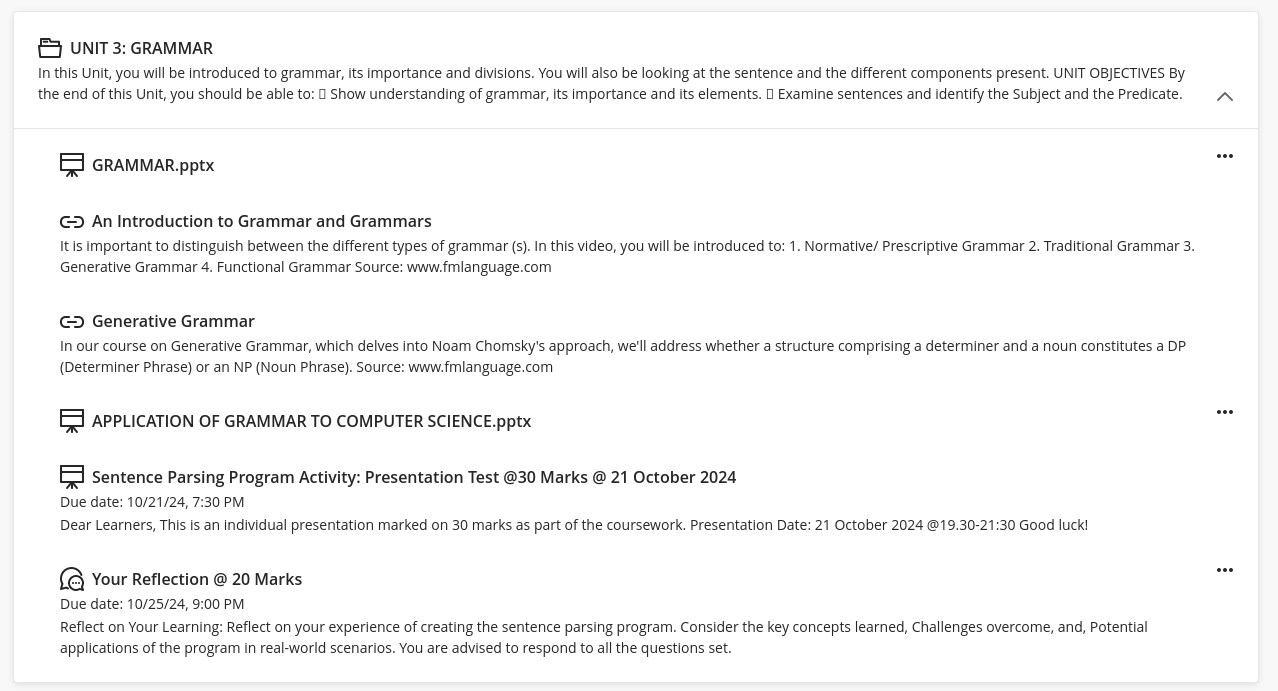 UNIT 3: GRAMMAR
In this Unit, you will be introduced to grammar, its importance and divisions. You will also be looking at the sentence and the different components present. UNIT OBJECTIVES By
the end of this Unit, you should be able to: ▯ Show understanding of grammar, its importance and its elements. ▯ Examine sentences and identify the Subject and the Predicate.
GRAMMAR.pptx
An Introduction to Grammar and Grammars
It is important to distinguish between the different types of grammar (s). In this video, you will be introduced to: 1. Normative/ Prescriptive Grammar 2. Traditional Grammar 3.
Generative Grammar 4. Functional Grammar Source: www.fmlanguage.com
Generative Grammar
In our course on Generative Grammar, which delves into Noam Chomsky's approach, we'll address whether a structure comprising a determiner and a noun constitutes a DP
(Determiner Phrase) or an NP (Noun Phrase). Source: www.fmlanguage.com
APPLICATION OF GRAMMAR TO COMPUTER SCIENCE.pptx
Sentence Parsing Program Activity: Presentation Test @30 Marks @ 21 October 2024
Due date: 10/21/24, 7:30 PM
Dear Learners, This is an individual presentation marked on 30 marks as part of the coursework. Presentation Date: 21 October 2024 @19.30-21:30 Good luck!
Your Reflection @ 20 Marks
Due date: 10/25/24, 9:00 PM
Reflect on Your Learning: Reflect on your experience of creating the sentence parsing program. Consider the key concepts learned, Challenges overcome, and, Potential
applications of the program in real-world scenarios. You are advised to respond to all the questions set.